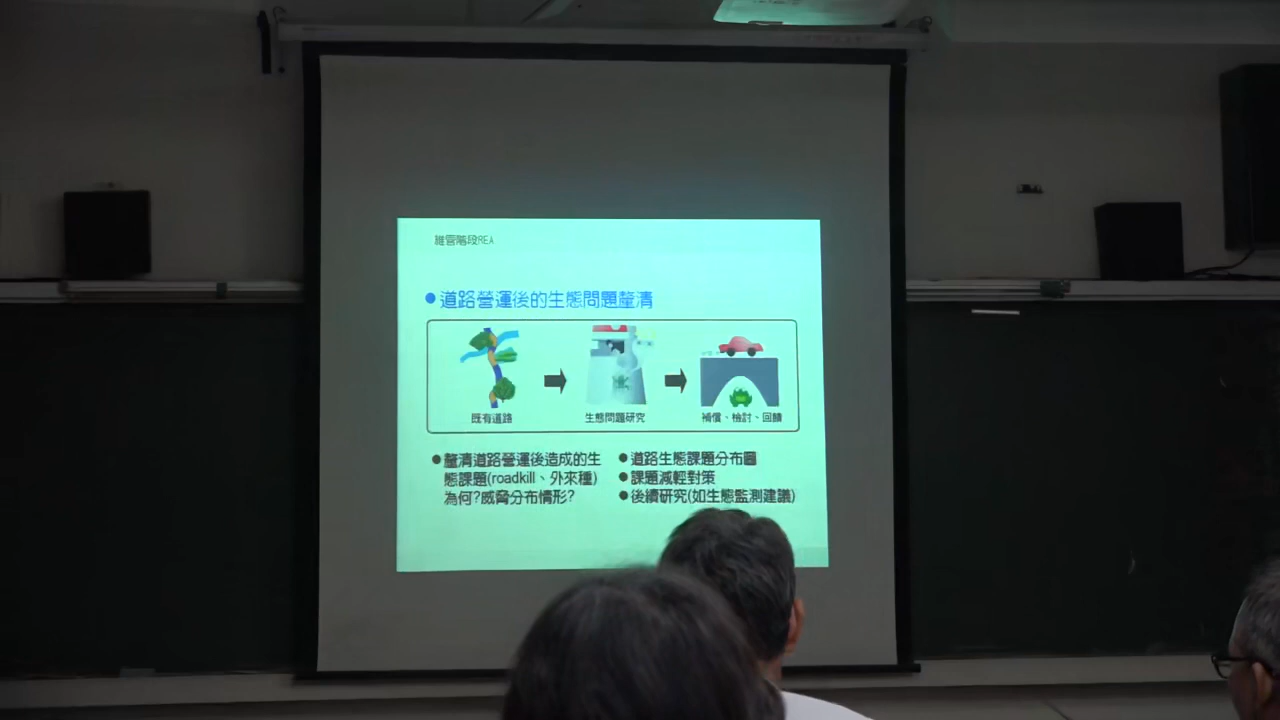 維管階段REA
●道路營運後的生態問題釐清
既有道路
生態問題研究
補償、檢討、回饋
●釐清道路營運後造成的生
態課題(roadkill、外來種)
為何?威脅分布情形?
●道路生態課題分布圖
●課題減輕對策
●後續研究(如生態監測建議)